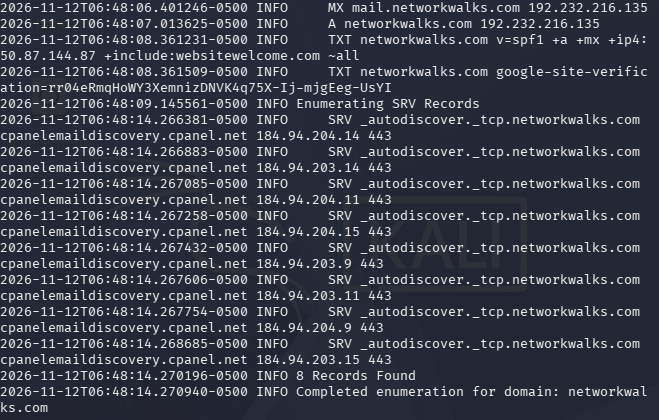 2026-11-12T06:48:06.401246-0500 INFO     MX mail.networkwalks.com 192.232.216.135
2026-11-12T06:48:07.013625-0500 INFO     A networkwalks.com 192.232.216.135
2026-11-12T06:48:08.361231-0500 INFO     TXT networkwalks.com v=spf1 +a +mx +ip4:
50.87.144.87 +include:websitewelcome.com ~all
2026-11-12T06:48:08.361509-0500 INFO     TXT networkwalks.com google-site-verific
ation=rr04eRmqHoWY3XemnizDNVK4q75X-Ij-mjgEeg-UsYI
2026-11-12T06:48:09.145561-0500 INFO Enumerating SRV Records
2026-11-12T06:48:14.266381-0500 INFO     SRV _autodiscover._tcp.networkwalks.com
cpanelemaildiscovery.cpanel.net 184.94.204.14 443
2026-11-12T06:48:14.266883-0500 INFO     SRV _autodiscover._tcp.networkwalks.com
cpanelemaildiscovery.cpanel.net 184.94.203.14 443
2026-11-12T06:48:14.267085-0500 INFO     SRV _autodiscover._tcp.networkwalks.com
cpanelemaildiscovery.cpanel.net 184.94.204.11 443
2026-11-12T06:48:14.267258-0500 INFO     SRV _autodiscover._tcp.networkwalks.com
cpanelemaildiscovery.cpanel.net 184.94.204.15 443
2026-11-12T06:48:14.267432-0500 INFO     SRV _autodiscover._tcp.networkwalks.com
cpanelemaildiscovery.cpanel.net 184.94.203.9 443
2026-11-12T06:48:14.267606-0500 INFO     SRV _autodiscover._tcp.networkwalks.com
cpanelemaildiscovery.cpanel.net 184.94.203.11 443
2026-11-12T06:48:14.267754-0500 INFO     SRV _autodiscover._tcp.networkwalks.com
cpanelemaildiscovery.cpanel.net 184.94.204.9 443
2026-11-12T06:48:14.268685-0500 INFO     SRV _autodiscover._tcp.networkwalks.com
cpanelemaildiscovery.cpanel.net 184.94.203.15 443
2026-11-12T06:48:14.270196-0500 INFO 8 Records Found
2026-11-12T06:48:14.270940-0500 INFO Completed enumeration for domain: networkwal
ks.com
KALI